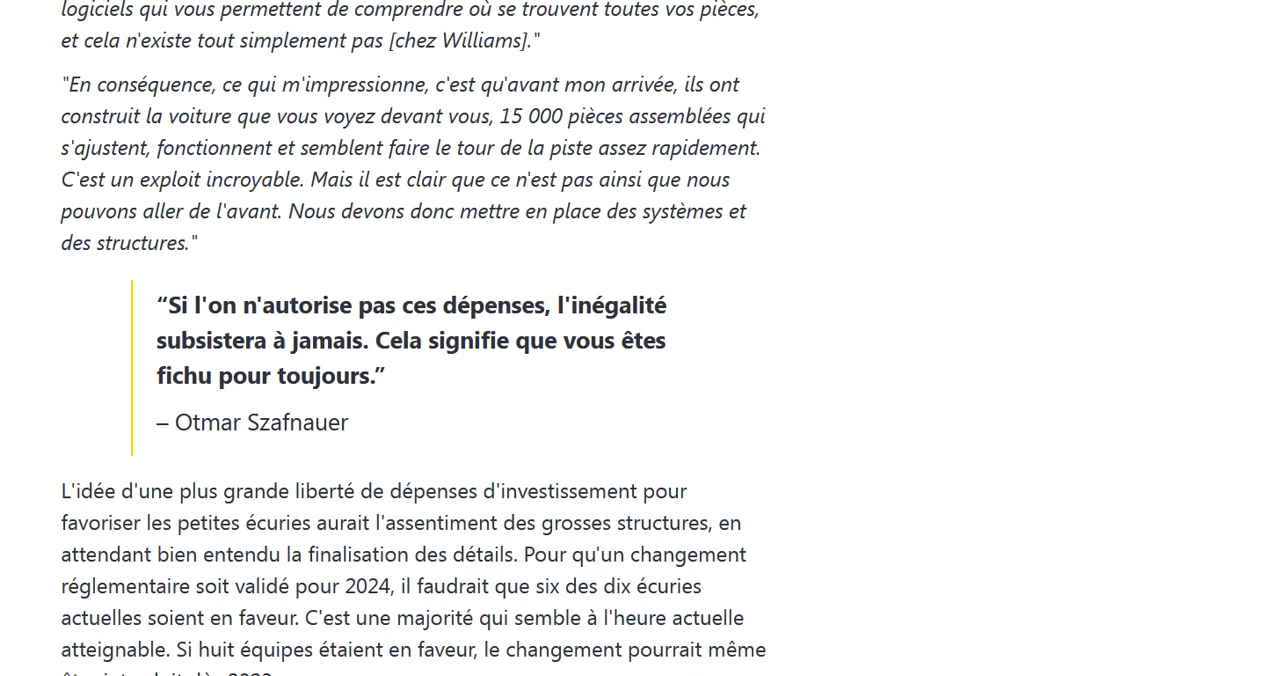 logiciels qui vous permettent de comprendre où se trouvent toutes vos pièces,
et cela n'existe tout simplement pas [chez Williams]."
"En conséquence, ce qui m'impressionne, c'est qu'avant mon arrivée, ils ont
construit la voiture que vous voyez devant vous, 15 000 pièces assemblées qui
s'ajustent, fonctionnent et semblent faire le tour de la piste assez rapidement.
C'est un exploit incroyable. Mais il est clair que ce n'est pas ainsi que nous
pouvons aller de l'avant. Nous devons donc mettre en place des systèmes et
des structures."
“Si l'on n'autorise pas ces dépenses, l'inégalité
subsistera à jamais. Cela signifie que vous êtes
fichu pour toujours.”
– Otmar Szafnauer
L'idée d'une plus grande liberté de dépenses d'investissement pour
favoriser les petites écuries aurait l'assentiment des grosses structures, en
attendant bien entendu la finalisation des détails. Pour qu'un changement
réglementaire soit validé pour 2024, il faudrait que six des dix écuries
actuelles soient en faveur. C'est une majorité qui semble à l'heure actuelle
atteignable. Si huit équipes étaient en faveur, le changement pourrait même